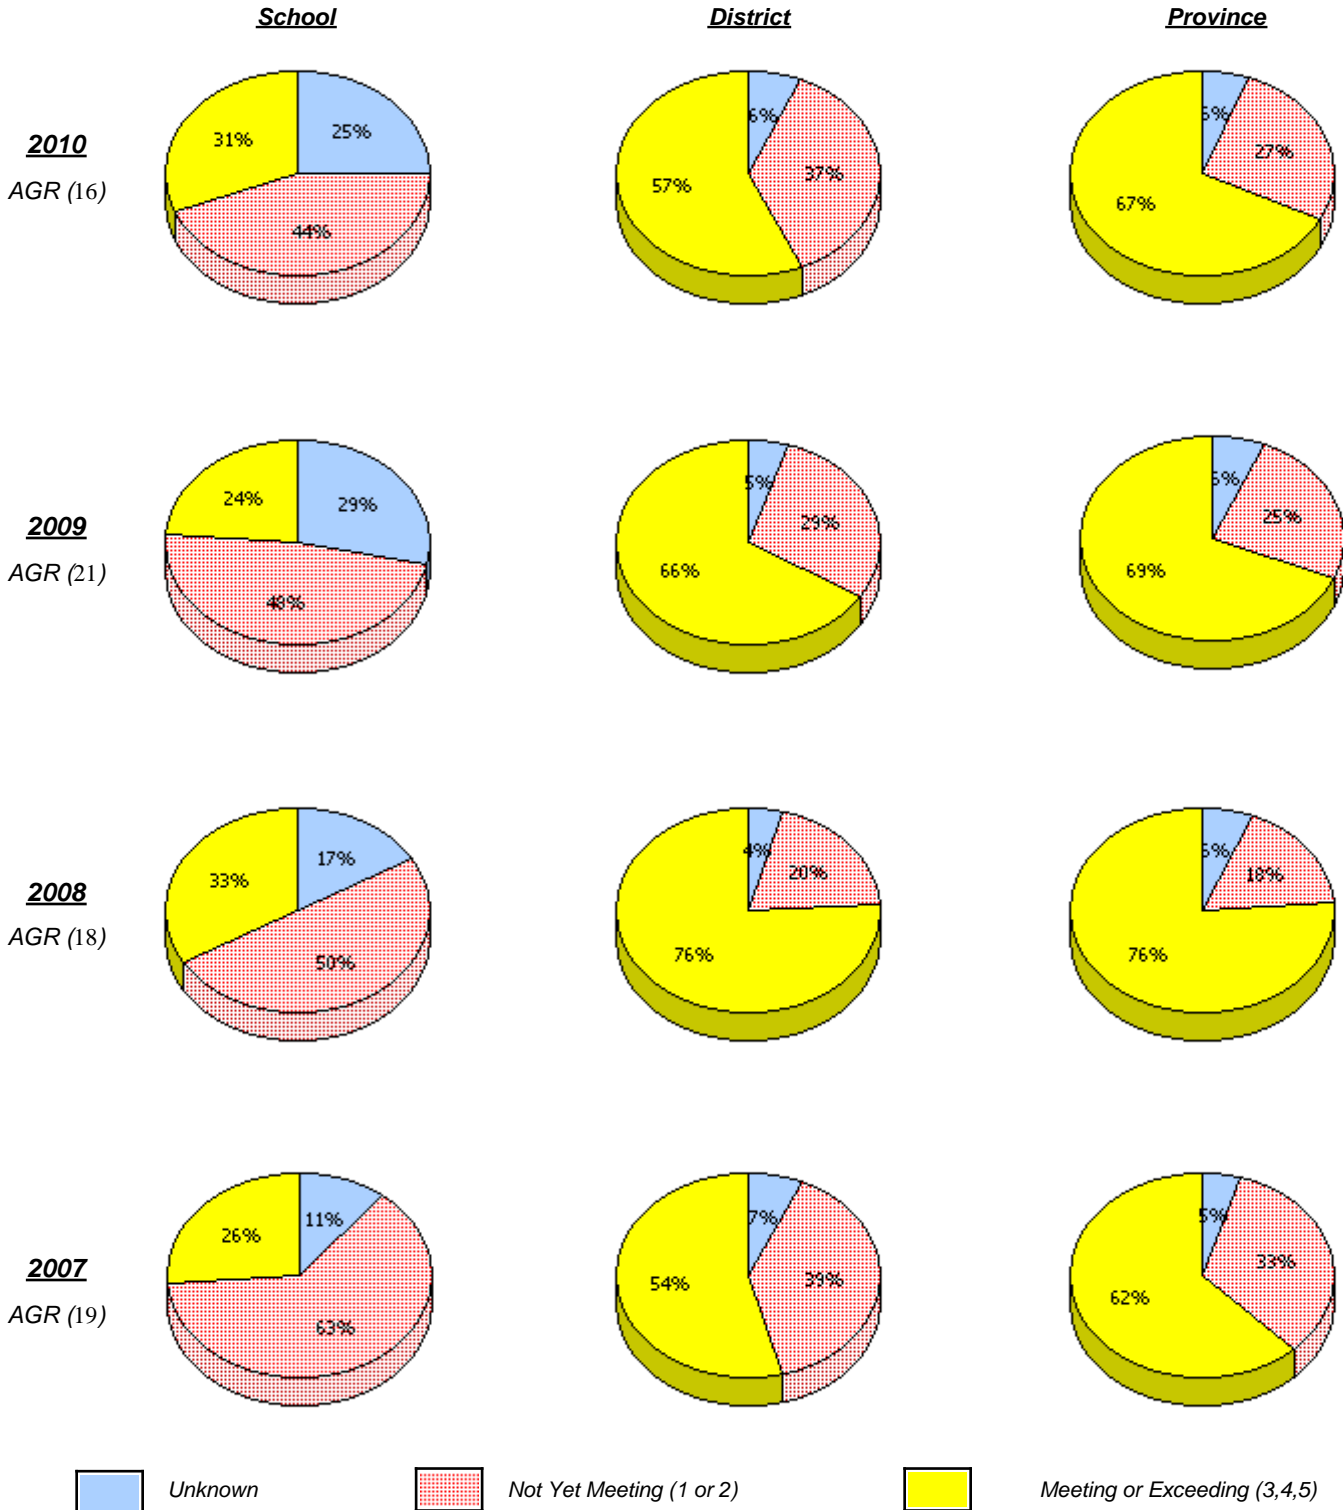 School District Province
2010
AGR (16)
31% 25% 44%
6% 37% 57%
6% 27% 67%
2009
AGR (21)
24% 29% 48%
5% 29% 66%
6% 25% 69%
2008
AGR (18)
33% 17% 50%
4% 20% 76%
6% 18% 76%
2007
AGR (19)
26% 11% 63%
7% 39% 54%
5% 33% 62%
Unknown Not Yet Meeting (1 or 2) Meeting or Exceeding (3,4,5)